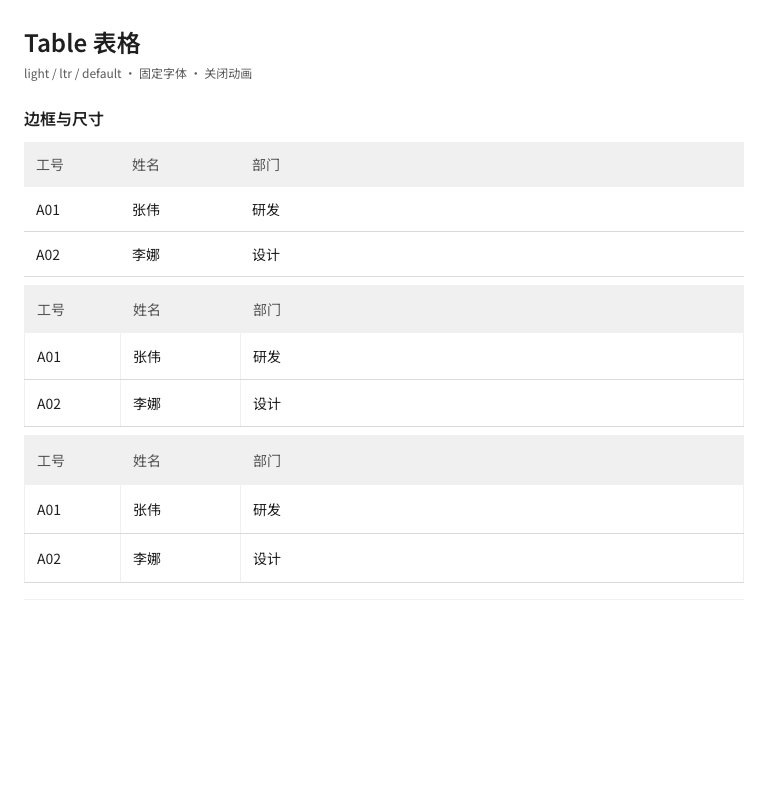 Table 表格
light / ltr / default ・ 固定字体 ・ 关闭动画
边框与尺寸
工号 姓名 部门
A01 张伟 研发
A02 李娜 设计
工号 姓名 部门
A01 张伟 研发
A02 李娜 设计
工号 姓名 部门
A01 张伟 研发
A02 李娜 设计